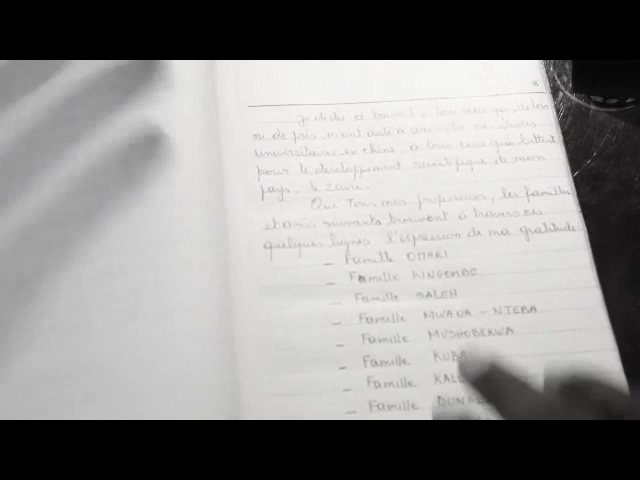 III
Je dédie ce travail à tous ceux qui, de loin
ou de près, m'ont aidé à mes études
universitaires en chine, à tous ceux qui luttent
pour le développement scientifique de mon
pays, le Zaïre.
Que Tous mes professeurs, les familles
et amis suivants trouvent à travers ces
quelques lignes l'expression de ma gratitude.
_ Famille OMARI
_ Famille KINGOMBE
_ Famille SALEH
_ Famille MWANA - NTEBA
_ Famille MUSHOBEKWA
_ Famille
_ Famille
_ Famille